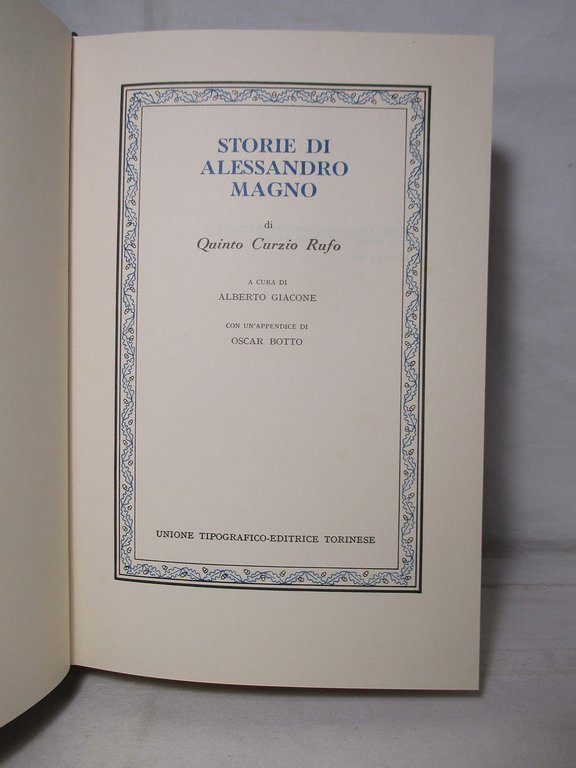 STORIE DI
ALESSANDRO
MAGNO
di
Quinto Curzio Rufo
A CURA DI
ALBERTO GIACONE
CON UN'APPENDICE DI
OSCAR BOTTO
UNIONE TIPOGRAFICO-EDITRICE TORINESE